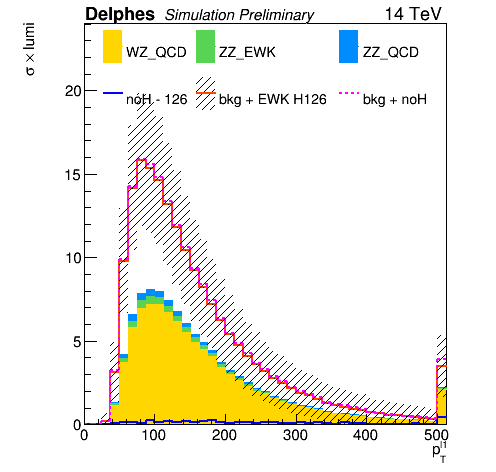 Delphes Simulation Preliminary 14 TeV
σ × lumi
WZ_QCD ZZ_EWK ZZ_QCD
noH - 126 bkg + EWK H126 bkg + noH
20
15
10
5
0
0 100 200 300 400 500
p_T^l1